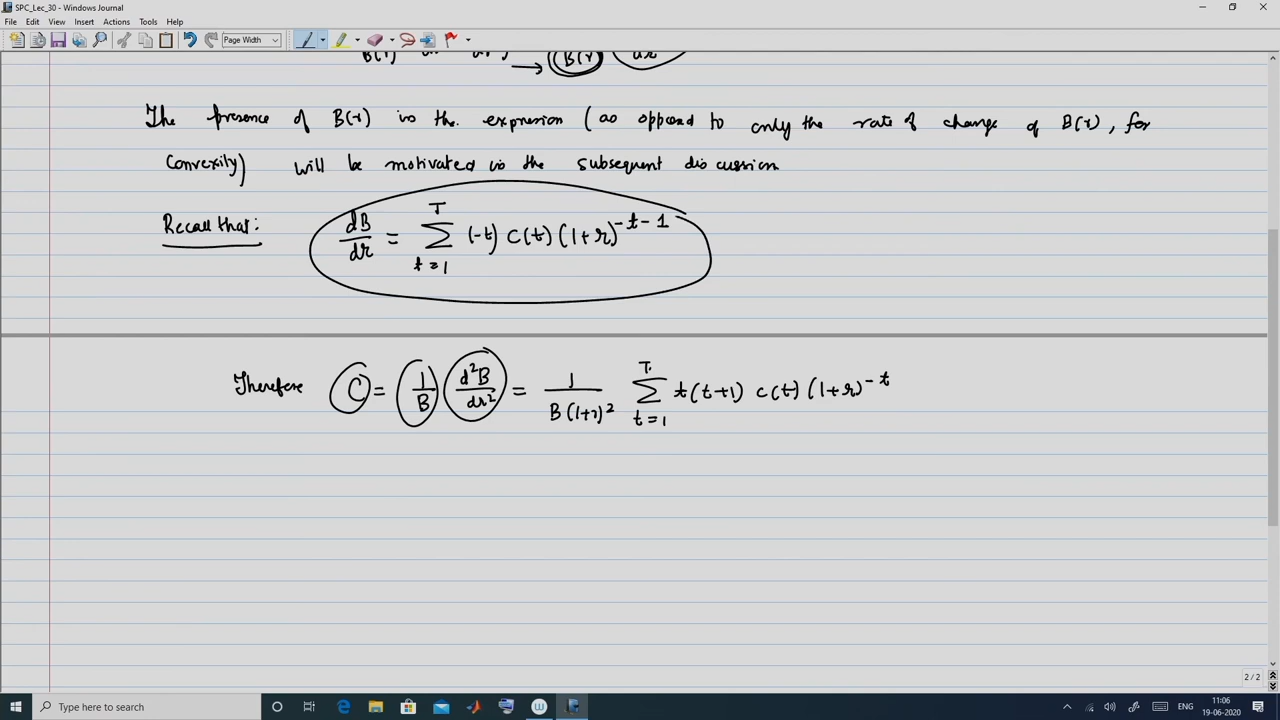 SPC_Lec_30 - Windows Journal
File Edit View Insert Actions Tools Help
Page Width
B(r)
The presence of B(r) in the expression (as opposed to only the rate of change of B(r), for
Convexity) will be motivated in the subsequent discussion
Recall that: dB/dr = Σ_{t=1}^{T} (-t) C(t) (1+r)^{-t-1}
Therefore C = (1/B) (d²B/dr²) = 1/(B(1+r)²) Σ_{t=1}^{T} t(t+1) C(t) (1+r)^{-t}
2 / 2
Type here to search
ENG
11:06
19-06-2020